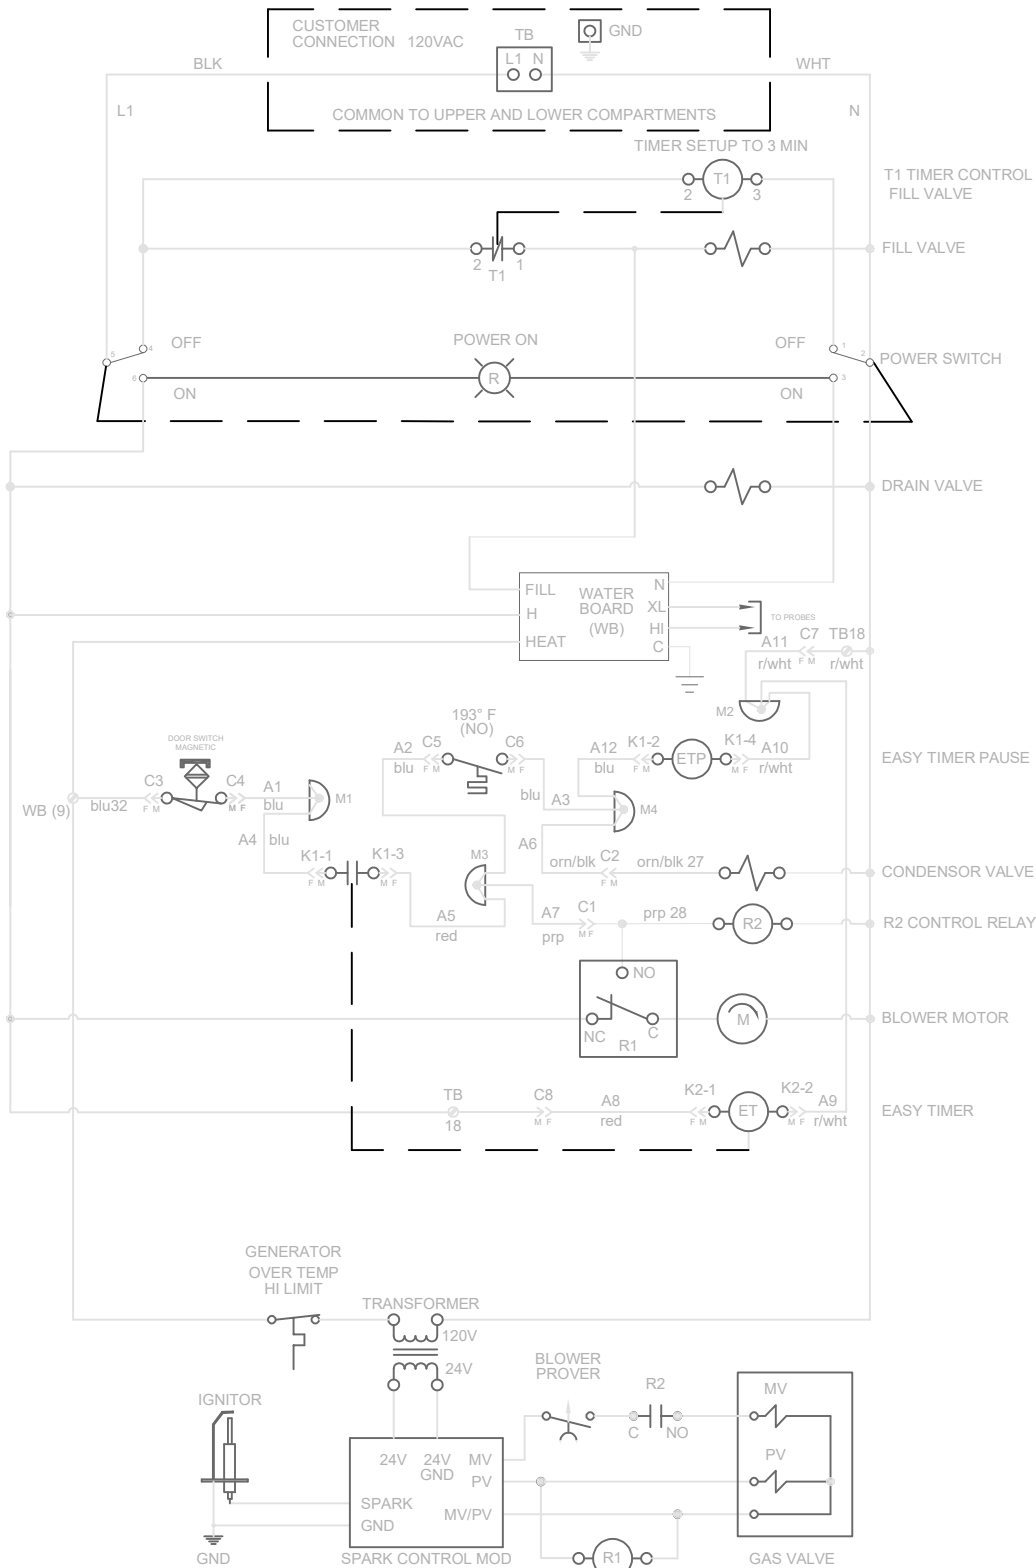 CUSTOMER
CONNECTION 120VAC
TB
GND
L1 N
BLK
WHT
L1
N
COMMON TO UPPER AND LOWER COMPARTMENTS
TIMER SETUP TO 3 MIN
T1
2
3
T1 TIMER CONTROL
FILL VALVE
2
T1
1
FILL VALVE
5
4
OFF
POWER ON
OFF
1
2
POWER SWITCH
6
R
3
ON
ON
DRAIN VALVE
FILL
H
HEAT
WATER
BOARD
(WB)
N
XL
HI
C
TO PROBES
A11
C7
TB18
r/wht
F M
r/wht
M2
193° F
(NO)
DOOR SWITCH
MAGNETIC
A2
C5
C6
blu
F M
M F
A12
K1-2
ETP
K1-4
A10
blu
F M
M F
r/wht
EASY TIMER PAUSE
C3
C4
A1
WB (9)
blu32
F M
M F
blu
M1
blu
A3
M4
A4
blu
A6
K1-1
K1-3
F M
M F
M3
orn/blk
C2
orn/blk 27
F M
CONDENSOR VALVE
A5
red
A7
C1
prp 28
prp
M F
R2
R2 CONTROL RELAY
NO
NC
C
R1
M
BLOWER MOTOR
TB
18
C8
M F
A8
red
K2-1
F M
ET
K2-2
M F
A9
r/wht
EASY TIMER
GENERATOR
OVER TEMP
HI LIMIT
TRANSFORMER
120V
24V
BLOWER
PROVER
R2
C
NO
MV
PV
IGNITOR
24V
24V
GND
MV
PV
SPARK
MV/PV
GND
GND
SPARK CONTROL MOD
R1
GAS VALVE